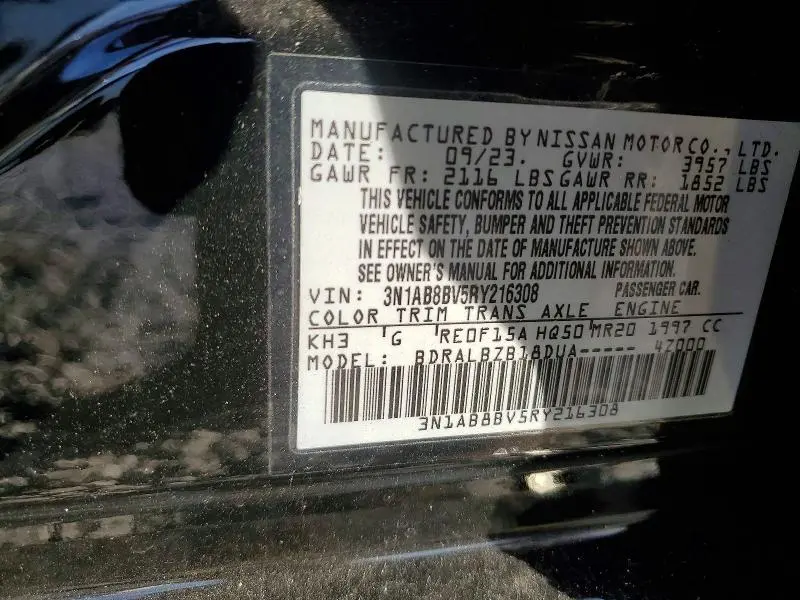 MANUFACTURED BY NISSAN MOTOR CO., LTD.
DATE: 09/23. GVWR: 3957 LBS
GAWR FR: 2116 LBS GAWR RR: 1852 LBS
THIS VEHICLE CONFORMS TO ALL APPLICABLE FEDERAL MOTOR
VEHICLE SAFETY, BUMPER AND THEFT PREVENTION STANDARDS
IN EFFECT ON THE DATE OF MANUFACTURE SHOWN ABOVE.
SEE OWNER'S MANUAL FOR ADDITIONAL INFORMATION.
VIN: 3N1AB8BV5RY216308 PASSENGER CAR.
COLOR TRIM TRANS AXLE ENGINE
KH3 G RE0F15A HQ50 MR20 1997 CC
MODEL: BDRALBZB18DUA----- 47000
3N1AB8BV5RY216308